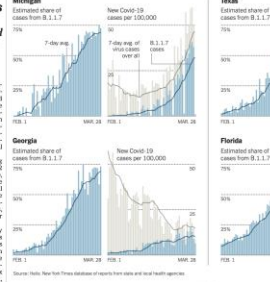 Michigan
Estimated share of
cases from B.1.1.7
75%
7-day avg.
50%
25%
FEB. 1
MAR. 28
New Covid-19
cases per 100,000
50
7-day avg. of
virus cases
over all
B.1.1.7
cases
25
FEB. 1
MAR. 28
Texas
Estimated share of
cases from B.1.1.7
75%
50%
25%
FEB. 1
Georgia
Estimated share of
cases from B.1.1.7
75%
50%
25%
FEB. 1
MAR. 28
New Covid-19
cases per 100,000
50
25
FEB. 1
MAR. 28
Florida
Estimated share of
cases from B.1.1.7
75%
50%
25%
FEB. 1
Source: Helix; New York Times database of reports from state and local health agencies